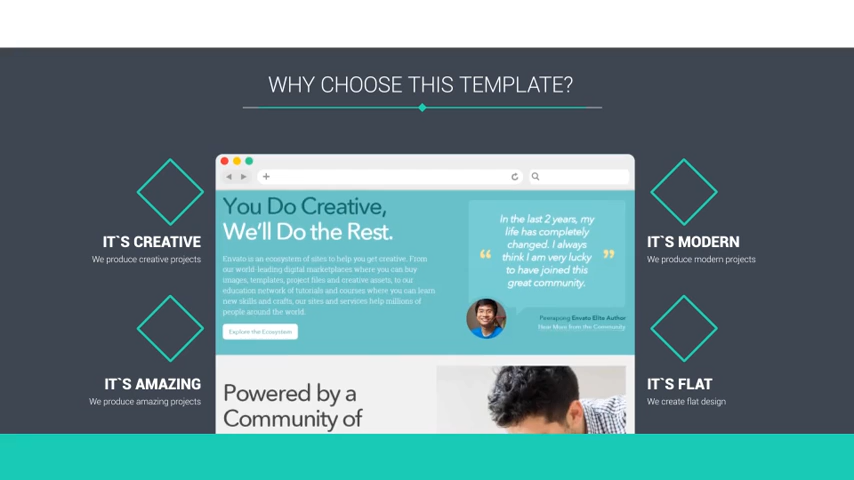 WHY CHOOSE THIS TEMPLATE?
IT`S CREATIVE
We produce creative projects
IT`S AMAZING
We produce amazing projects
You Do Creative,
We'll Do the Rest.
Envato is an ecosystem of sites to help you get creative. From
our world-leading digital marketplaces where you can buy
images, templates, project files and creative assets, to our
education network of tutorials and courses where you can learn
new skills and crafts, our sites and services help millions of
people around the world.
Explore the Ecosystem
“ In the last 2 years, my
life has completely
changed. I always
think I am very lucky
to have joined this
great community. ”
Envato Elite Author
Hear More from the Community
Powered by a
Community of
IT`S MODERN
We produce modern projects
IT`S FLAT
We create flat design